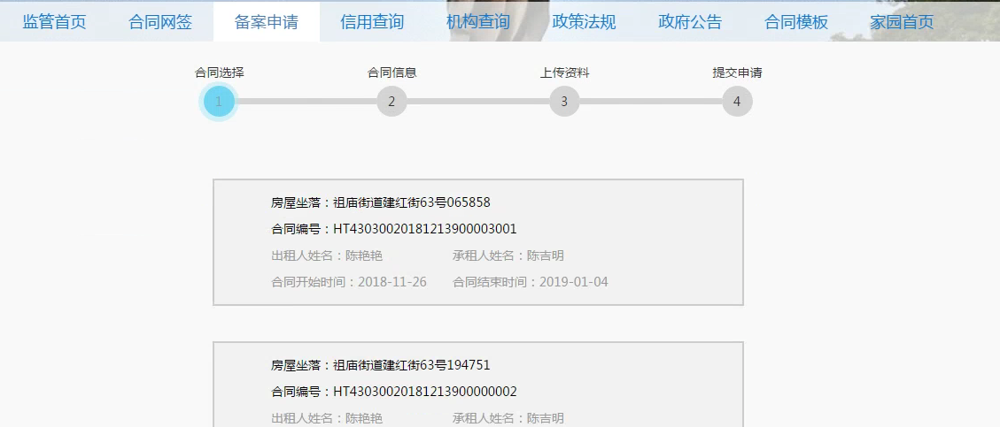 监管首页 合同网签 备案申请 信用查询 机构查询 政策法规 政府公告 合同模板 家园首页
合同选择 合同信息 上传资料 提交申请
1 2 3 4
房屋坐落：祖庙街道建红街63号065858
合同编号：HT43030020181213900003001
出租人姓名：陈艳艳 承租人姓名：陈吉明
合同开始时间：2018-11-26 合同结束时间：2019-01-04
房屋坐落：祖庙街道建红街63号194751
合同编号：HT43030020181213900000002
出租人姓名：陈艳艳 承租人姓名：陈吉明